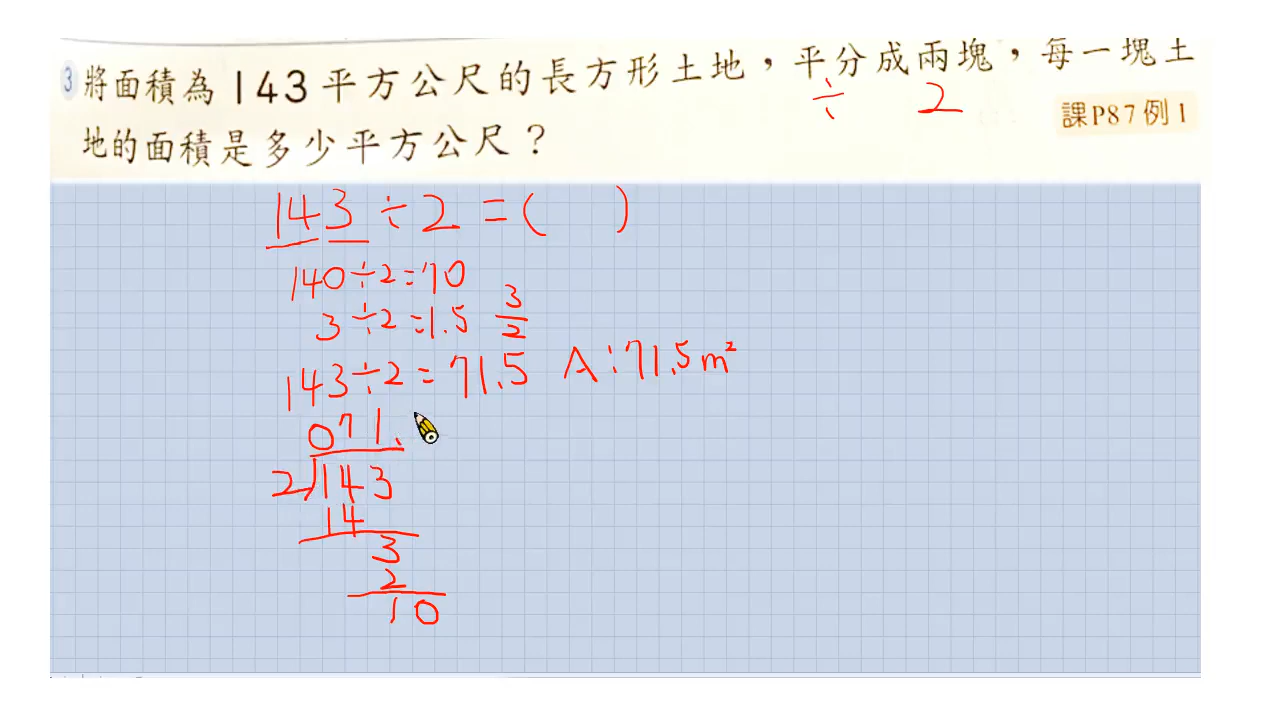 3 將面積為143平方公尺的長方形土地，平分成兩塊，每一塊土
÷ 2
課P87例1
地的面積是多少平方公尺？
143÷2=( )
140÷2=70
3÷2=1.5 3/2
143÷2=71.5 A:71.5m²
071.
2)143
14
3
2
10